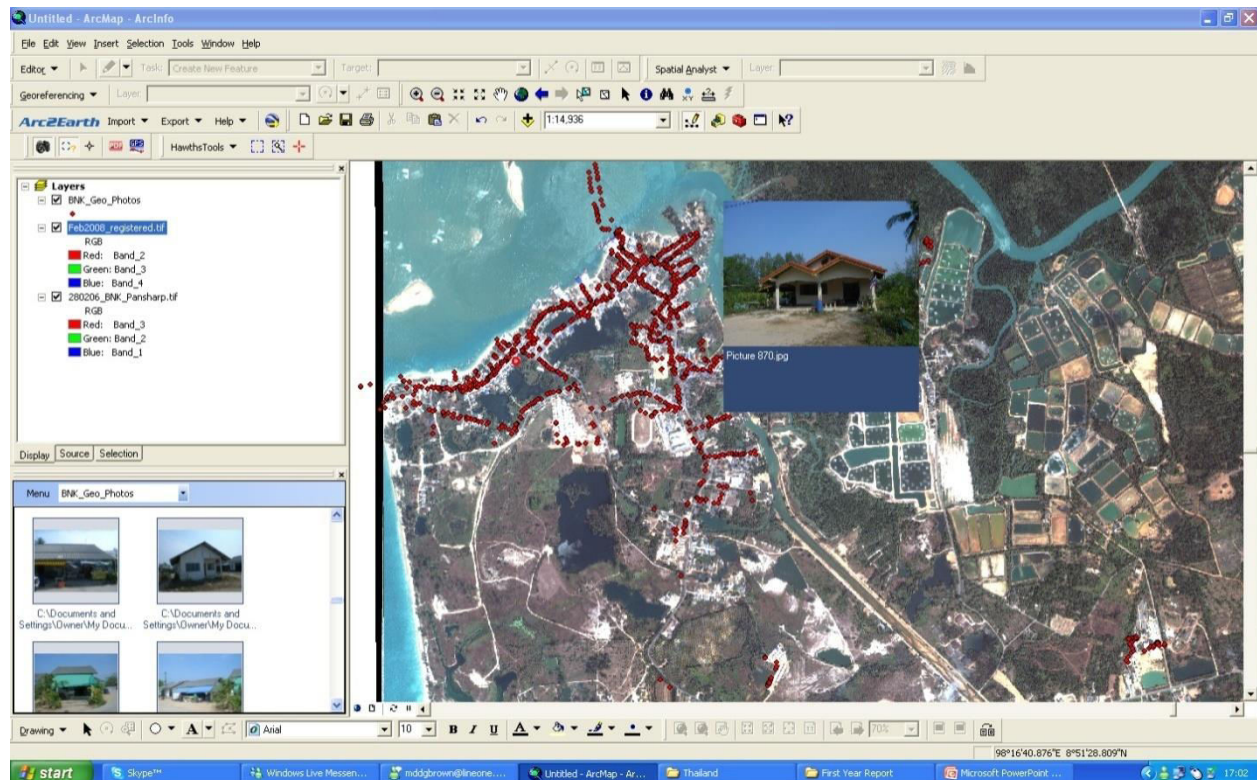 Untitled - ArcMap - ArcInfo
File Edit View Insert Selection Tools Window Help
Editor Task: Create New Feature Target: Spatial Analyst Layer:
Georeferencing Layer:
Arc2Earth Import Export Help 1:14,936
HawthsTools
Layers
BNK_Geo_Photos
Feb2008_registered.tif
RGB
Red: Band_2
Green: Band_3
Blue: Band_4
280206_BNK_Pansharp.tif
RGB
Red: Band_3
Green: Band_2
Blue: Band_1
Display Source Selection
Menu BNK_Geo_Photos
C:\Documents and Settings\Owner\My Docu...
C:\Documents and Settings\Owner\My Docu...
Picture 870.jpg
Drawing A Arial 10 B I U A 70%
98°16'40.876"E 8°51'28.809"N
start Skype™ Windows Live Messen... mddgbrown@lineone.... Untitled - ArcMap - Ar... Thailand First Year Report Microsoft PowerPoint ... 17:02